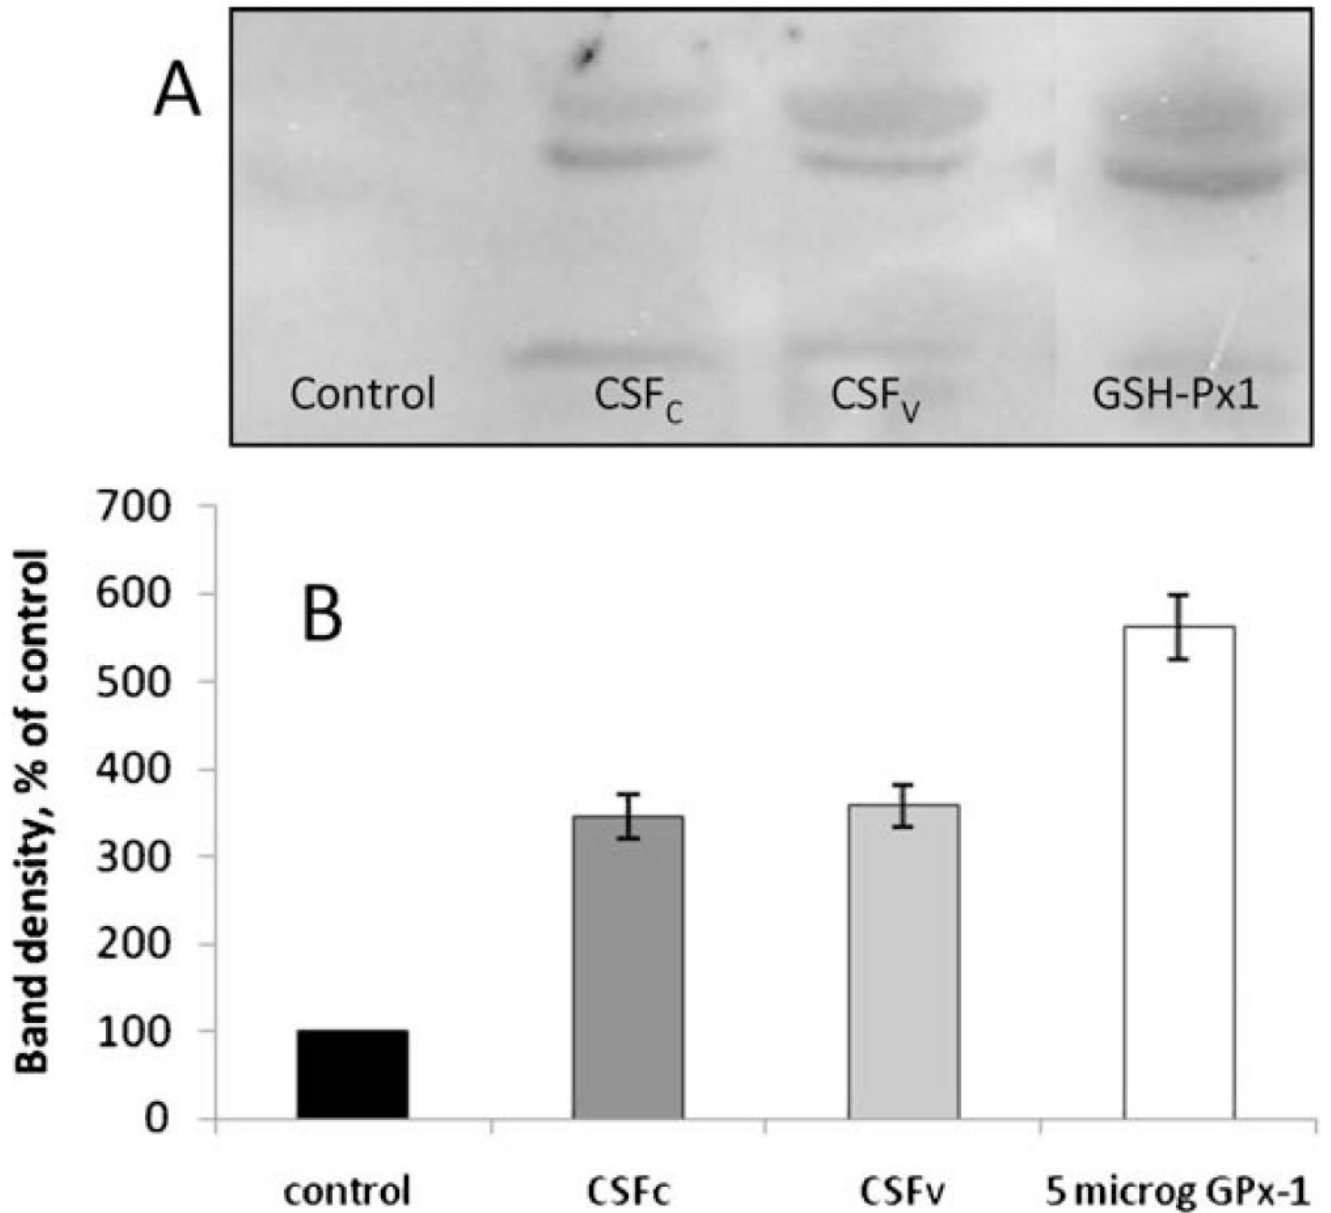 A
Control CSFC CSFV GSH-Px1
B
Band density, % of control
700
600
500
400
300
200
100
0
control CSFc CSFv 5 microg GPx-1